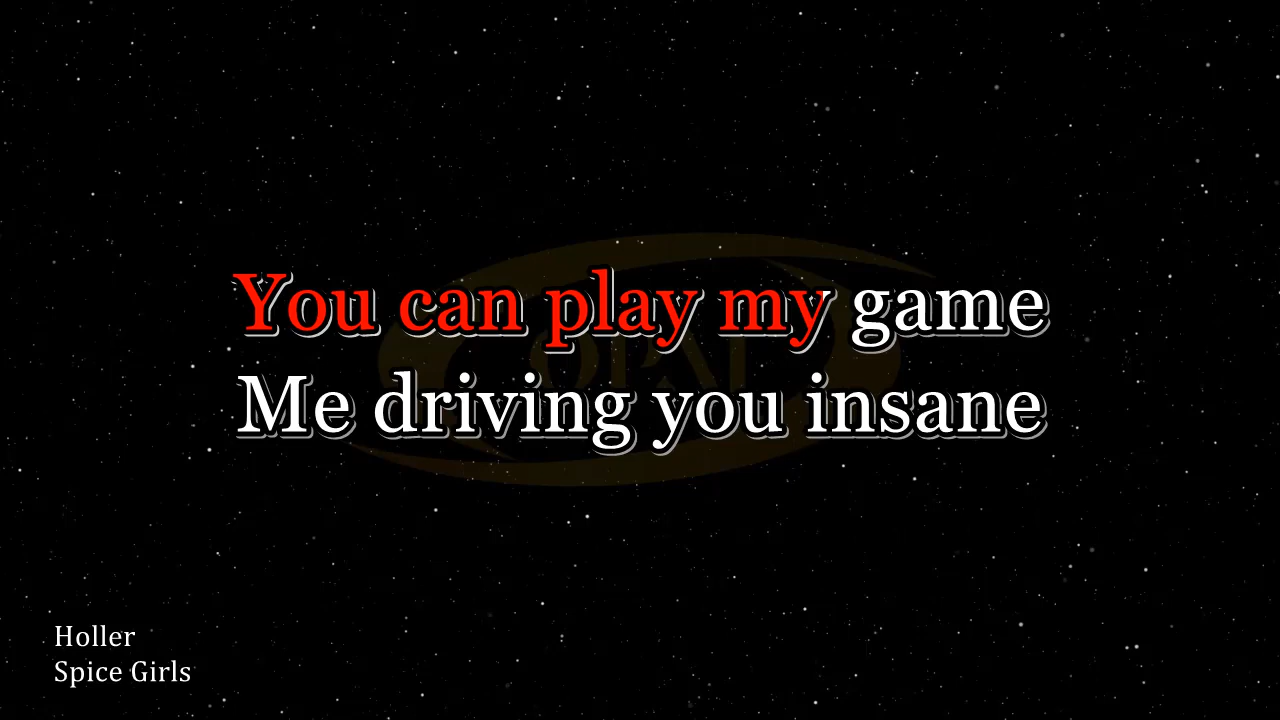 You can play my game
Me driving you insane
Holler
Spice Girls